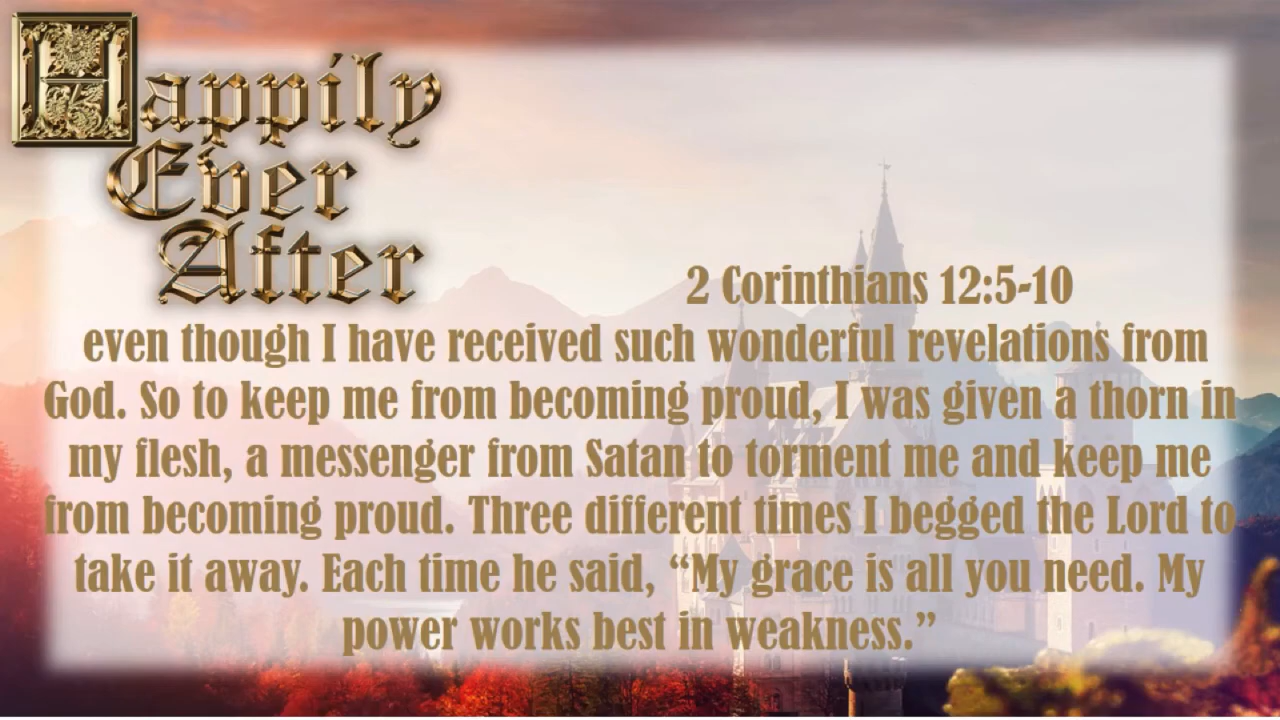 Happily
Ever
After
2 Corinthians 12:5-10
even though I have received such wonderful revelations from
God. So to keep me from becoming proud, I was given a thorn in
my flesh, a messenger from Satan to torment me and keep me
from becoming proud. Three different times I begged the Lord to
take it away. Each time he said, “My grace is all you need. My
power works best in weakness.”